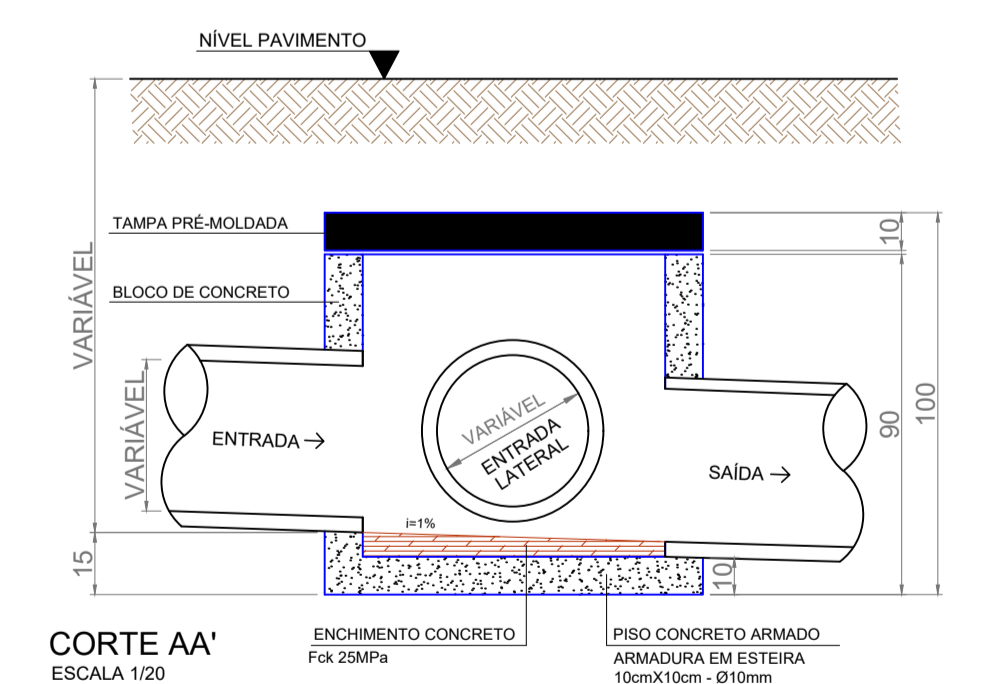 NÍVEL PAVIMENTO
TAMPA PRÉ-MOLDADA
10
VARIÁVEL
BLOCO DE CONCRETO
VARIÁVEL
ENTRADA →
VARIÁVEL
ENTRADA
LATERAL
SAÍDA →
90
100
i=1%
15
10
CORTE AA'
ESCALA 1/20
ENCHIMENTO CONCRETO
Fck 25MPa
PISO CONCRETO ARMADO
ARMADURA EM ESTEIRA
10cmX10cm - Ø10mm